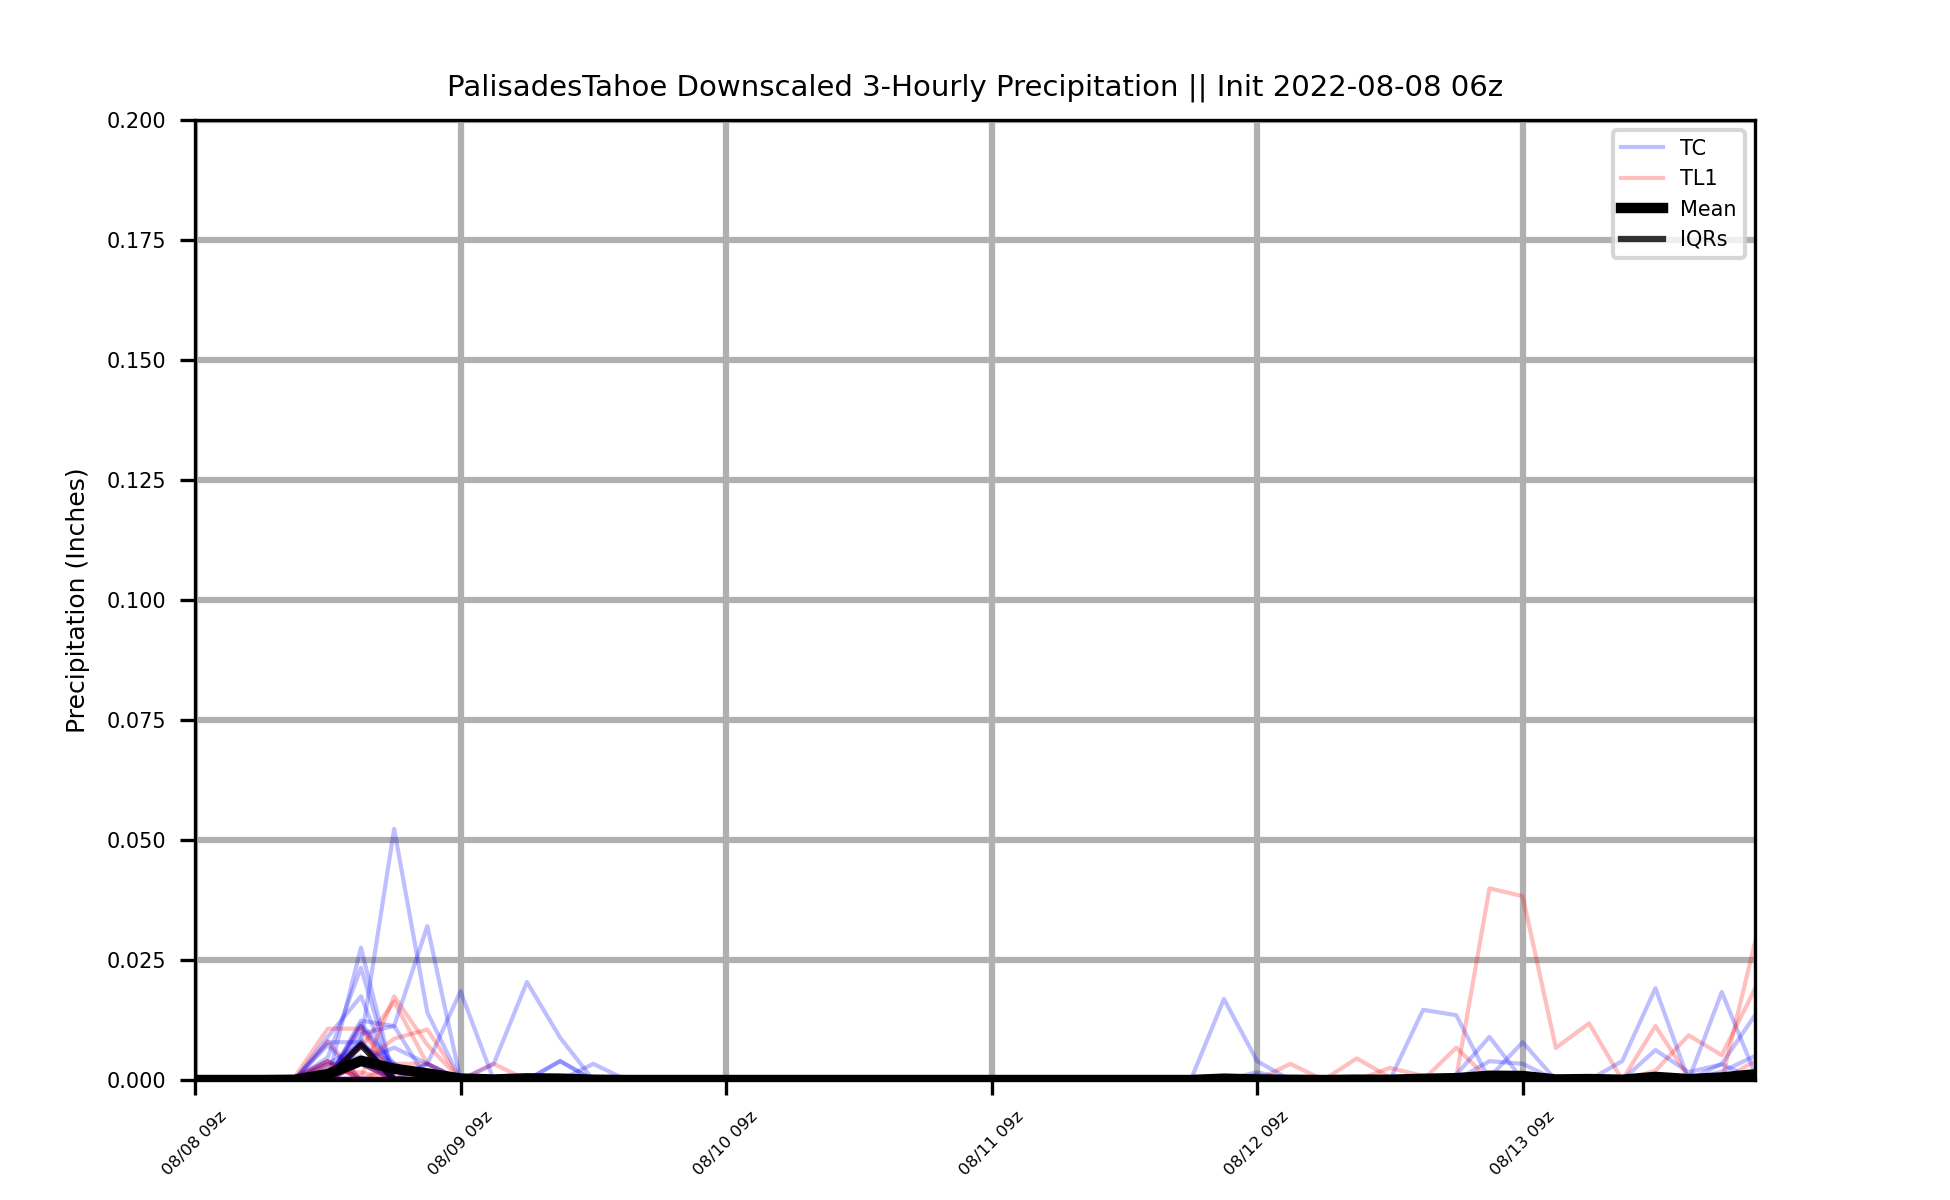 PalisadesTahoe Downscaled 3-Hourly Precipitation || Init 2022-08-08 06z
0.200
0.175
0.150
0.125
0.100
0.075
0.050
0.025
0.000
Precipitation (Inches)
TC
TL1
Mean
IQRs
08/08 09z
08/09 09z
08/10 09z
08/11 09z
08/12 09z
08/13 09z